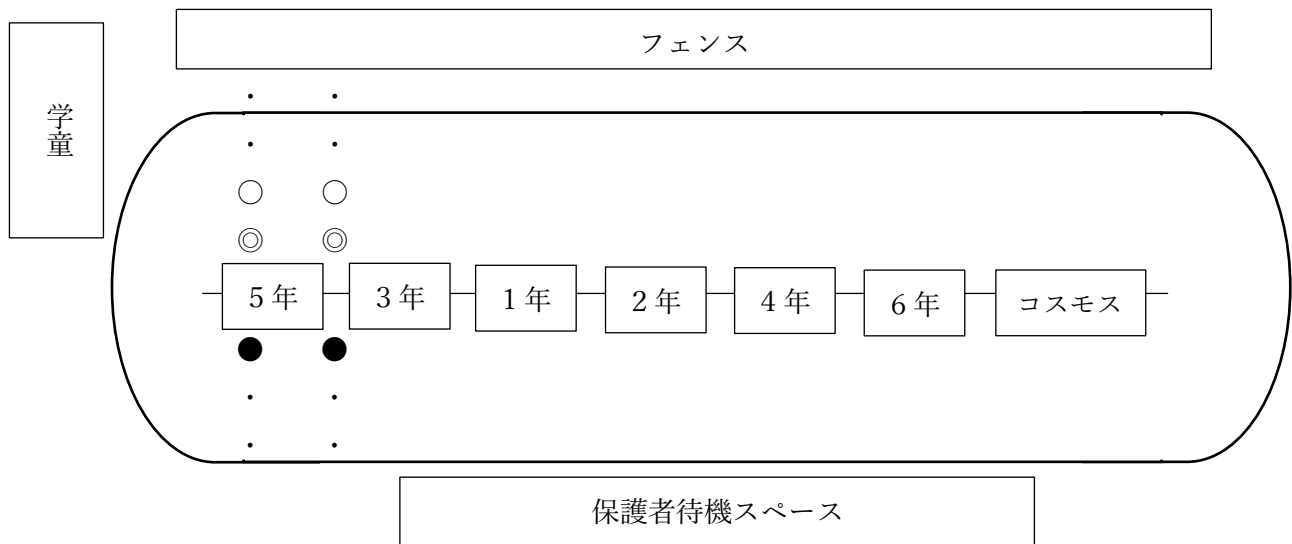 フェンス
学童
５年
３年
１年
２年
４年
６年
コスモス
保護者待機スペース